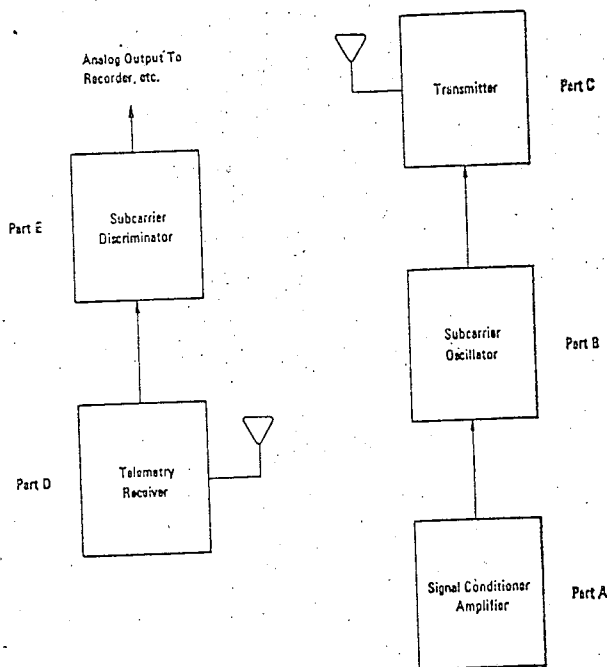 Analog Output To
Recorder, etc.
Part E
Subcarrier
Discriminator
Part D
Telemetry
Receiver
Transmitter
Part C
Subcarrier
Oscillator
Part B
Signal Conditioner
Amplifier
Part A